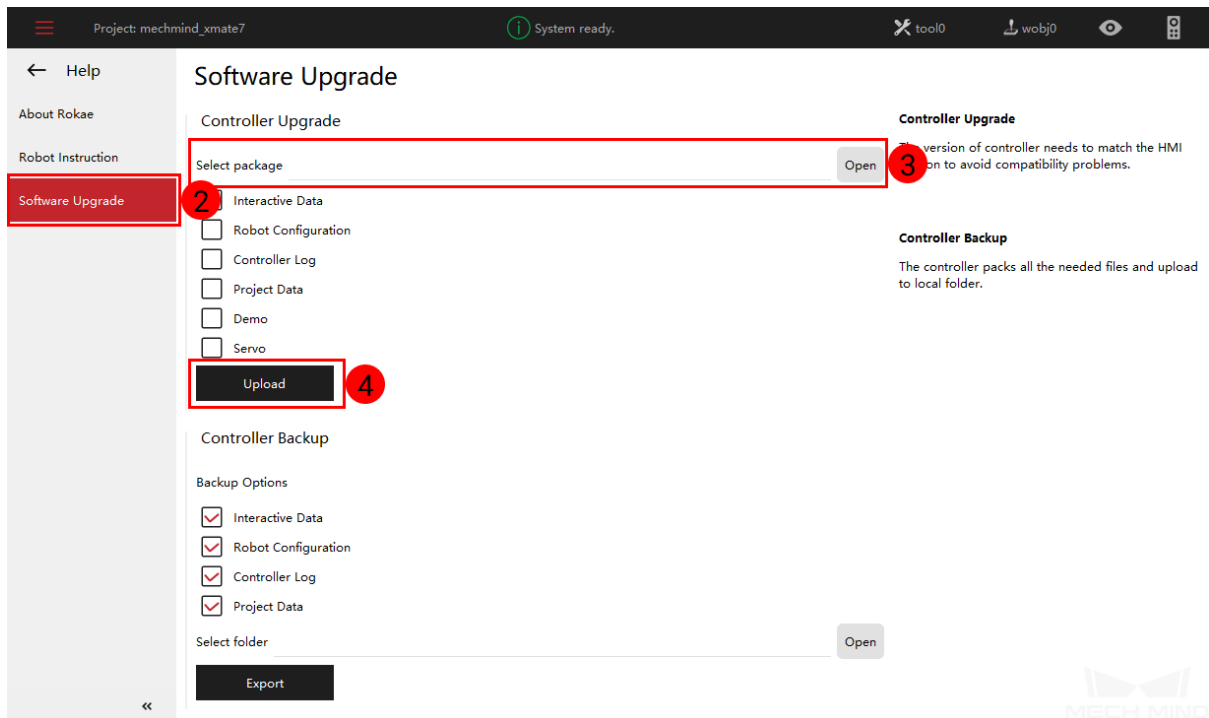 Project: mechmind_xmate7
System ready.
tool0
wobj0
Help
About Rokae
Robot Instruction
Software Upgrade
2
Software Upgrade
Controller Upgrade
Select package
Open
3
Interactive Data
Robot Configuration
Controller Log
Project Data
Demo
Servo
Upload
4
Controller Backup
Backup Options
Interactive Data
Robot Configuration
Controller Log
Project Data
Select folder
Open
Export
«
Controller Upgrade
version of controller needs to match the HMI
to avoid compatibility problems.
Controller Backup
The controller packs all the needed files and upload
to local folder.
MECH MIND